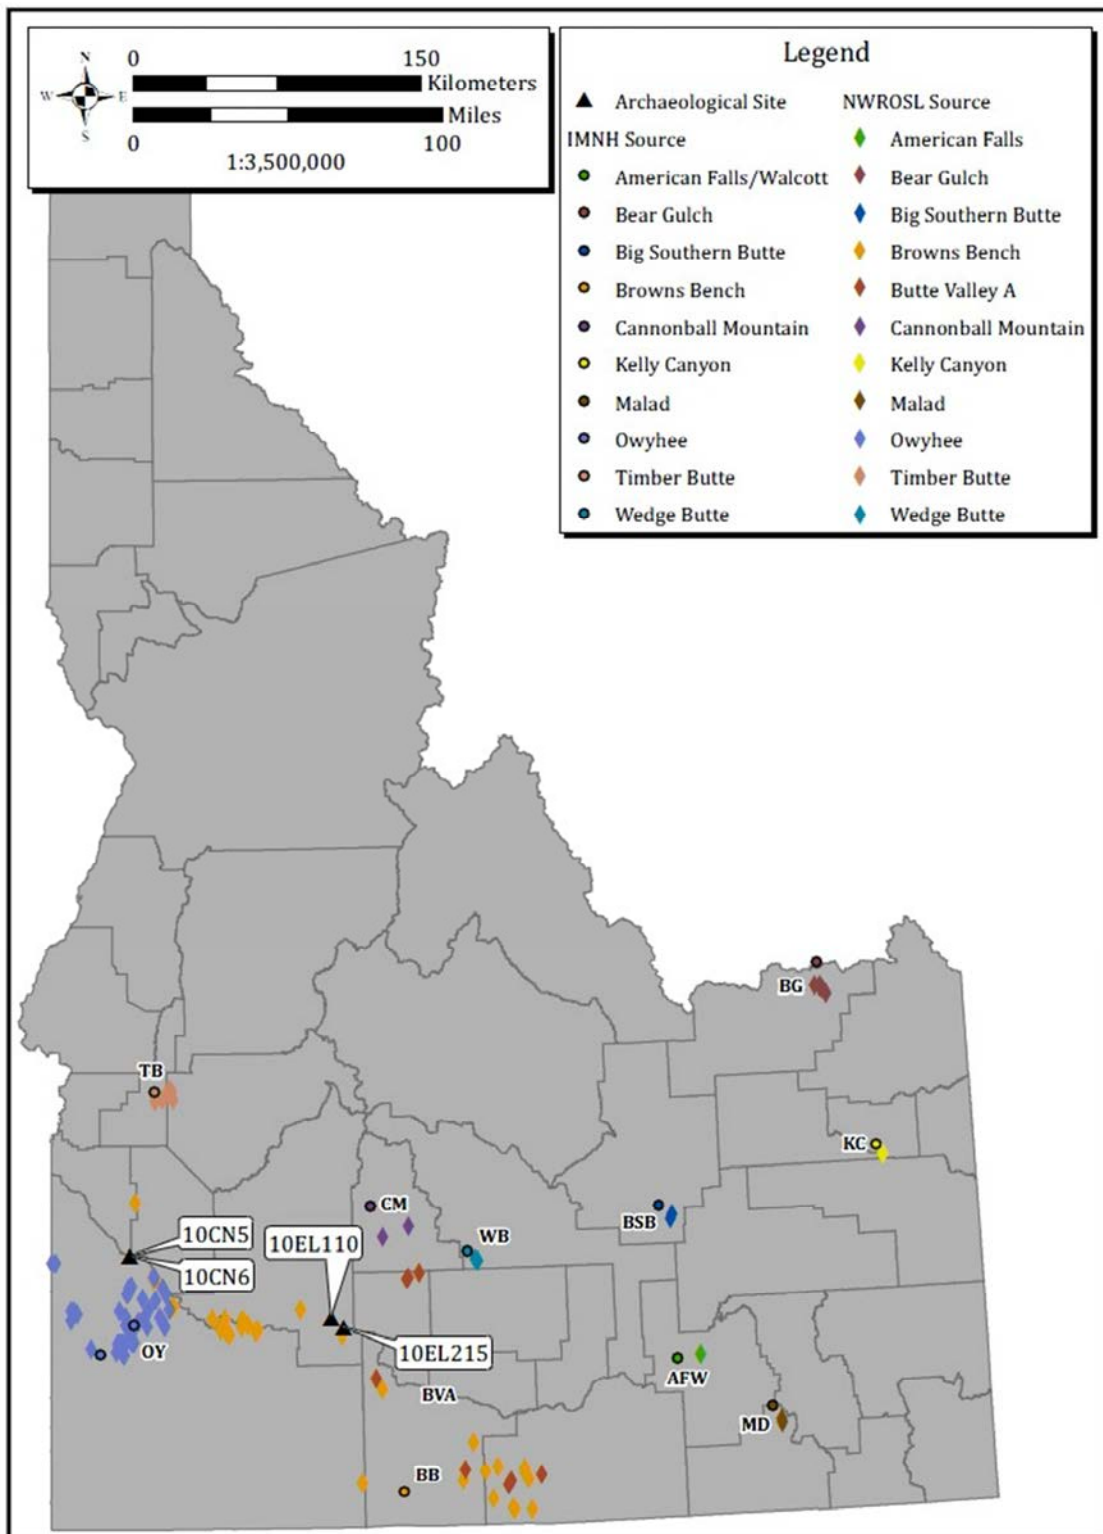 N
W E
S
0 150
Kilometers
Miles
0 100
1:3,500,000
Legend
Archaeological Site
IMNH Source
American Falls/Walcott
Bear Gulch
Big Southern Butte
Browns Bench
Cannonball Mountain
Kelly Canyon
Malad
Owyhee
Timber Butte
Wedge Butte
NWROSL Source
American Falls
Bear Gulch
Big Southern Butte
Browns Bench
Butte Valley A
Cannonball Mountain
Kelly Canyon
Malad
Owyhee
Timber Butte
Wedge Butte
BG
TB
KC
CM
BSB
WB
10CN5
10EL110
10CN6
OY
10EL215
AFW
BVA
MD
BB